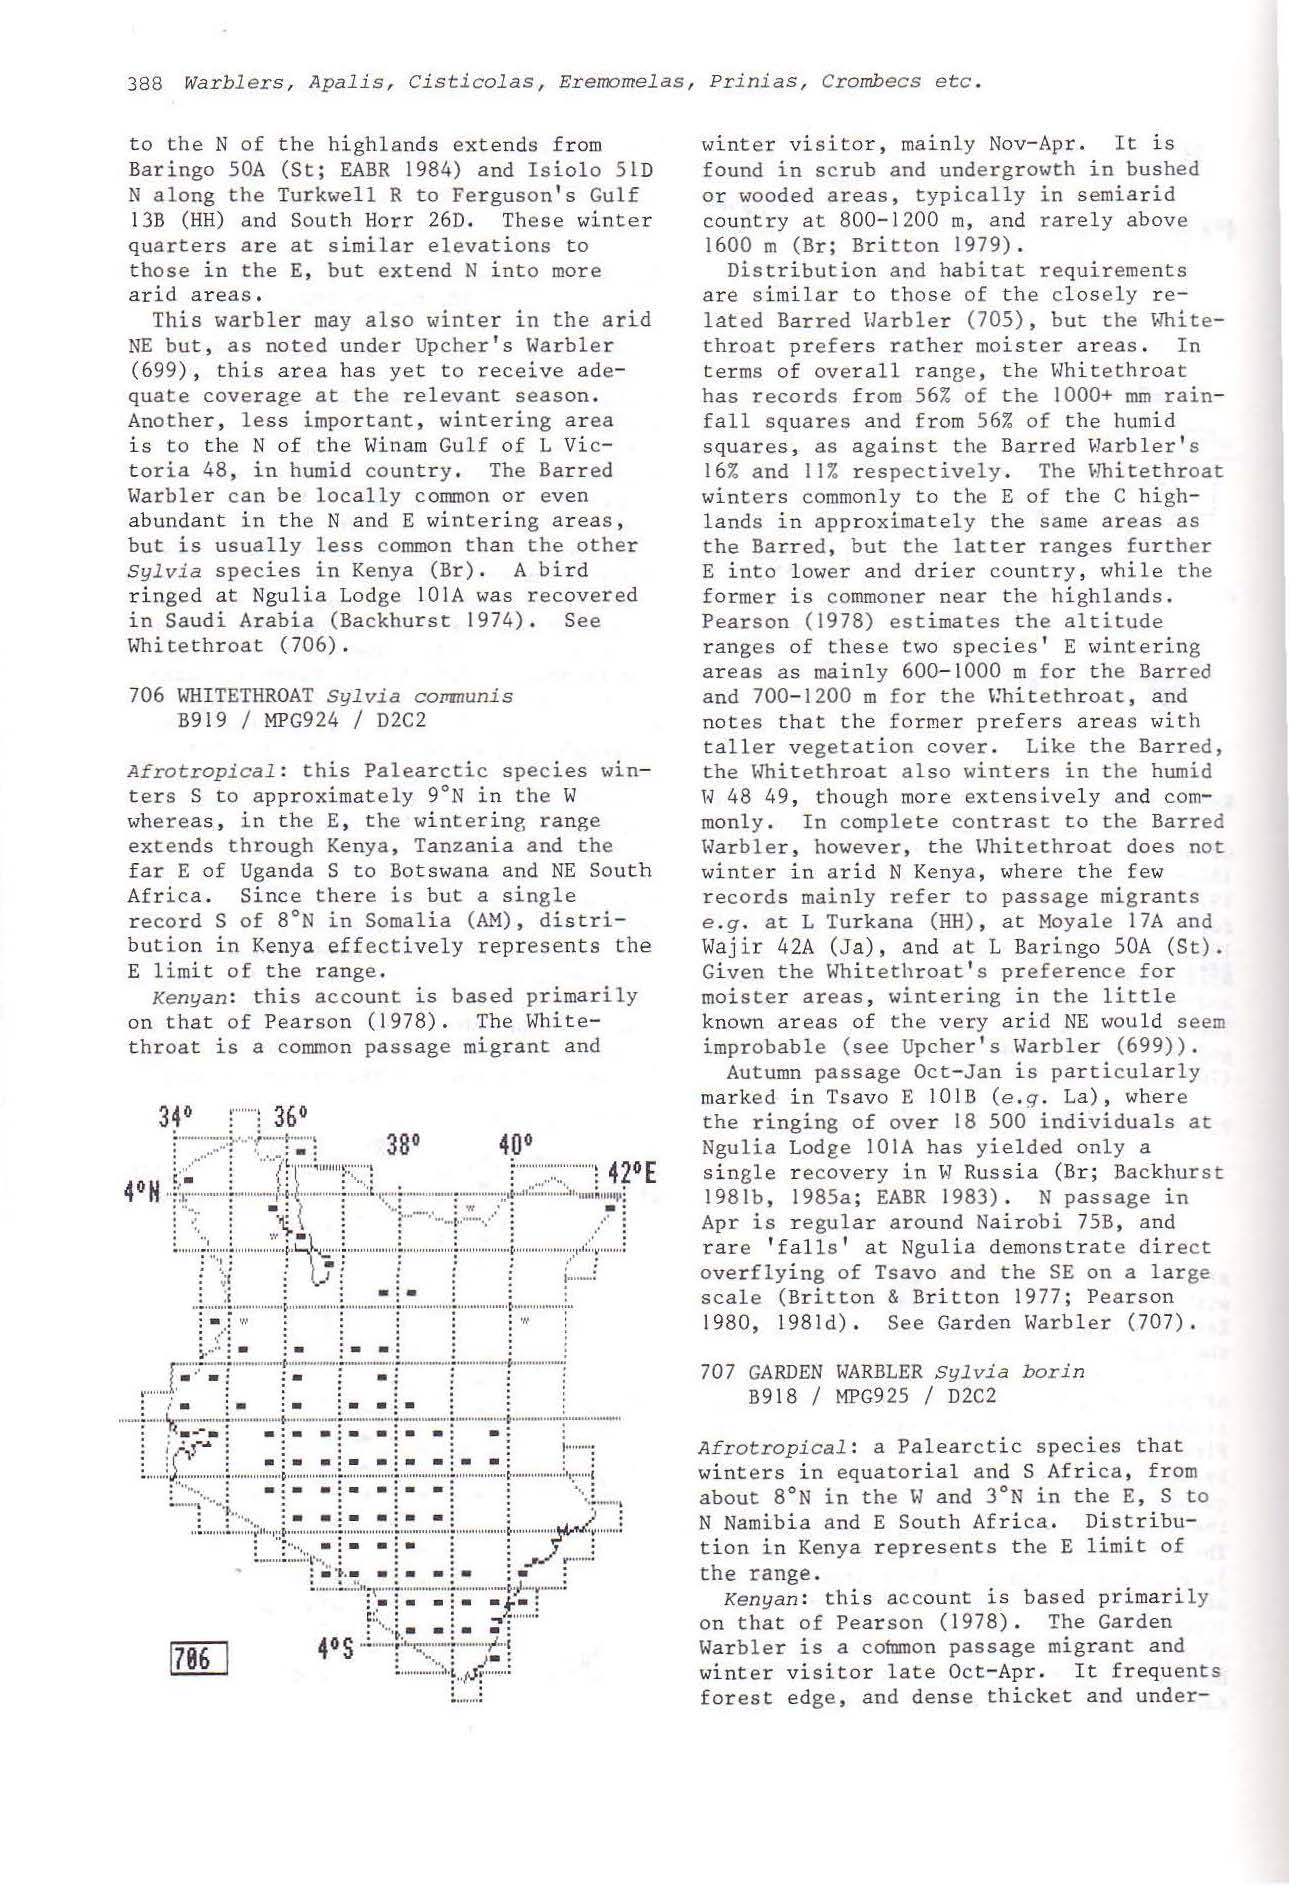 388 Warblers, Apalis, Cisticolas, Eremomelas, Prinias, Crombecs etc.
to the N of the highlands extends from
Baringo 50A (St; EABR 1984) and Isiolo 51D
N along the Turkwell R to Ferguson's Gulf
13B (HH) and South Horr 26D. These winter
quarters are at similar elevations to
those in the E, but extend N into more
arid areas.
This warbler may also winter in the arid
NE but, as noted under Upcher's Warbler
(699), this area has yet to receive ade-
quate coverage at the relevant season.
Another, less important, wintering area
is to the N of the Winam Gulf of L Vic-
toria 48, in humid country. The Barred
Warbler can be locally common or even
abundant in the N and E wintering areas,
but is usually less common than the other
Sylvia species in Kenya (Br). A bird
ringed at Ngulia Lodge 101A was recovered
in Saudi Arabia (Backhurst 1974). See
Whitethroat (706).
706 WHITETHROAT Sylvia communis
B919 / MPG924 / D2C2
Afrotropical: this Palearctic species win-
ters S to approximately 9°N in the W
whereas, in the E, the wintering range
extends through Kenya, Tanzania and the
far E of Uganda S to Botswana and NE South
Africa. Since there is but a single
record S of 8°N in Somalia (AM), distri-
bution in Kenya effectively represents the
E limit of the range.
Kenyan: this account is based primarily
on that of Pearson (1978). The White-
throat is a common passage migrant and
34° 36°
38° 40°
42°E
4°N
4°S
706
winter visitor, mainly Nov-Apr. It is
found in scrub and undergrowth in bushed
or wooded areas, typically in semiarid
country at 800-1200 m, and rarely above
1600 m (Br; Britton 1979).
Distribution and habitat requirements
are similar to those of the closely re-
lated Barred Warbler (705), but the White-
throat prefers rather moister areas. In
terms of overall range, the Whitethroat
has records from 56% of the 1000+ mm rain-
fall squares and from 56% of the humid
squares, as against the Barred Warbler's
16% and 11% respectively. The Whitethroat
winters commonly to the E of the C high-
lands in approximately the same areas as
the Barred, but the latter ranges further
E into lower and drier country, while the
former is commoner near the highlands.
Pearson (1978) estimates the altitude
ranges of these two species' E wintering
areas as mainly 600-1000 m for the Barred
and 700-1200 m for the Whitethroat, and
notes that the former prefers areas with
taller vegetation cover. Like the Barred,
the Whitethroat also winters in the humid
W 48 49, though more extensively and com-
monly. In complete contrast to the Barred
Warbler, however, the Whitethroat does not
winter in arid N Kenya, where the few
records mainly refer to passage migrants
e.g. at L Turkana (HH), at Moyale 17A and
Wajir 42A (Ja), and at L Baringo 50A (St).
Given the Whitethroat's preference for
moister areas, wintering in the little
known areas of the very arid NE would seem
improbable (see Upcher's Warbler (699)).
Autumn passage Oct-Jan is particularly
marked in Tsavo E 101B (e.g. La), where
the ringing of over 18 500 individuals at
Ngulia Lodge 101A has yielded only a
single recovery in W Russia (Br; Backhurst
1981b, 1985a; EABR 1983). N passage in
Apr is regular around Nairobi 75B, and
rare 'falls' at Ngulia demonstrate direct
overflying of Tsavo and the SE on a large
scale (Britton & Britton 1977; Pearson
1980, 1981d). See Garden Warbler (707).
707 GARDEN WARBLER Sylvia borin
B918 / MPG925 / D2C2
Afrotropical: a Palearctic species that
winters in equatorial and S Africa, from
about 8°N in the W and 3°N in the E, S to
N Namibia and E South Africa. Distribu-
tion in Kenya represents the E limit of
the range.
Kenyan: this account is based primarily
on that of Pearson (1978). The Garden
Warbler is a common passage migrant and
winter visitor late Oct-Apr. It frequents
forest edge, and dense thicket and under-